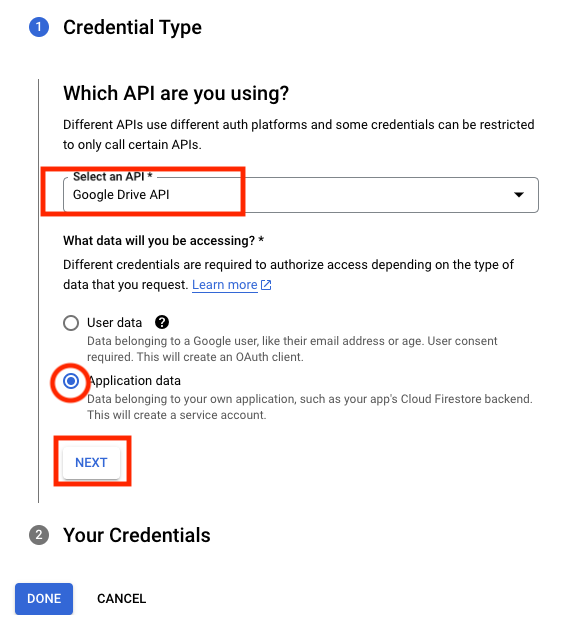 1 Credential Type
Which API are you using?
Different APIs use different auth platforms and some credentials can be restricted
to only call certain APIs.
Select an API *
Google Drive API
What data will you be accessing? *
Different credentials are required to authorize access depending on the type of
data that you request. Learn more
User data ?
Data belonging to a Google user, like their email address or age. User consent
required. This will create an OAuth client.
Application data
Data belonging to your own application, such as your app's Cloud Firestore backend.
This will create a service account.
NEXT
2 Your Credentials
DONE CANCEL